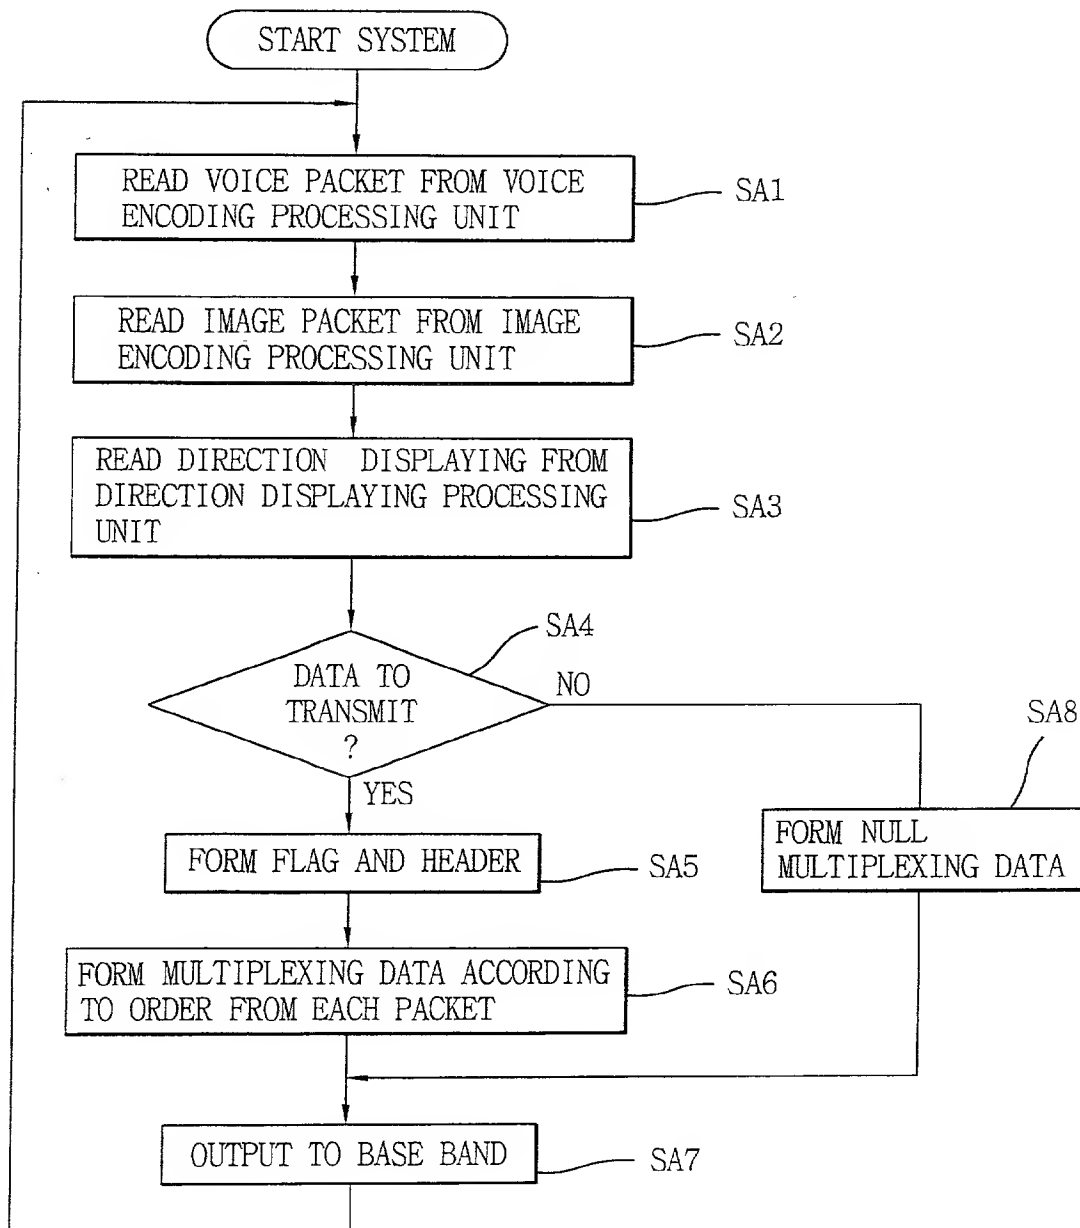 START SYSTEM
READ VOICE PACKET FROM VOICE
ENCODING PROCESSING UNIT
SA1
READ IMAGE PACKET FROM IMAGE
ENCODING PROCESSING UNIT
SA2
READ DIRECTION DISPLAYING FROM
DIRECTION DISPLAYING PROCESSING
UNIT
SA3
SA4
DATA TO
TRANSMIT
?
NO
YES
SA8
FORM NULL
MULTIPLEXING DATA
FORM FLAG AND HEADER
SA5
FORM MULTIPLEXING DATA ACCORDING
TO ORDER FROM EACH PACKET
SA6
OUTPUT TO BASE BAND
SA7